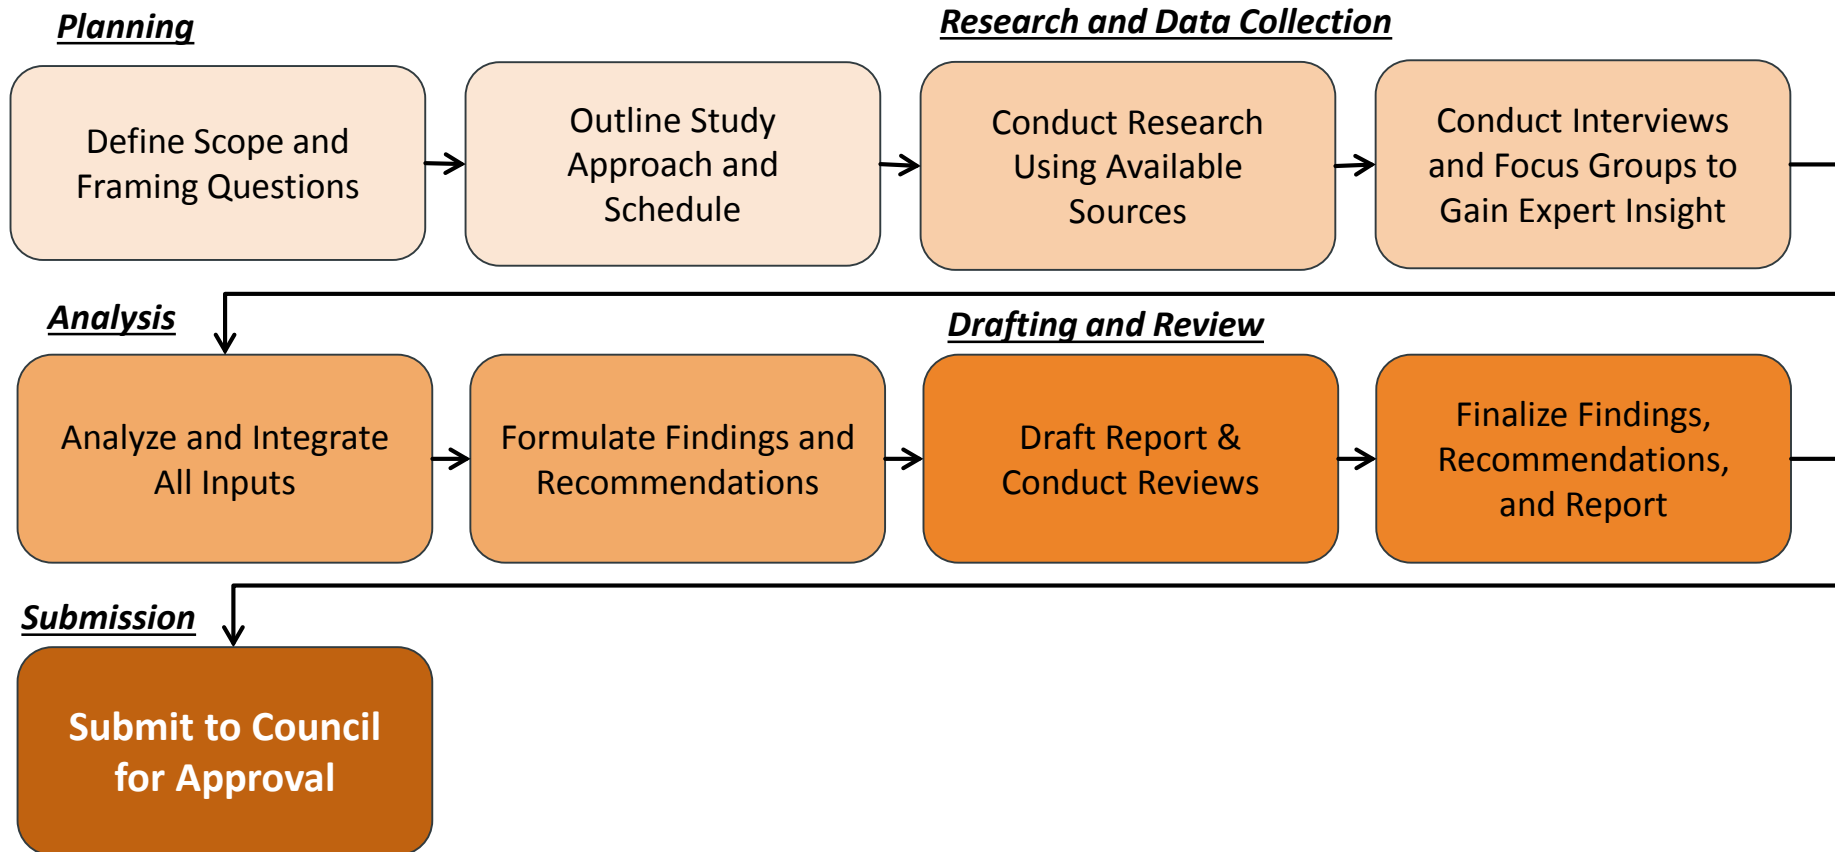 Planning
Research and Data Collection
Define Scope and
Framing Questions
Outline Study
Approach and
Schedule
Conduct Research
Using Available
Sources
Conduct Interviews
and Focus Groups to
Gain Expert Insight
Analysis
Drafting and Review
Analyze and Integrate
All Inputs
Formulate Findings and
Recommendations
Draft Report &
Conduct Reviews
Finalize Findings,
Recommendations,
and Report
Submission
Submit to Council
for Approval